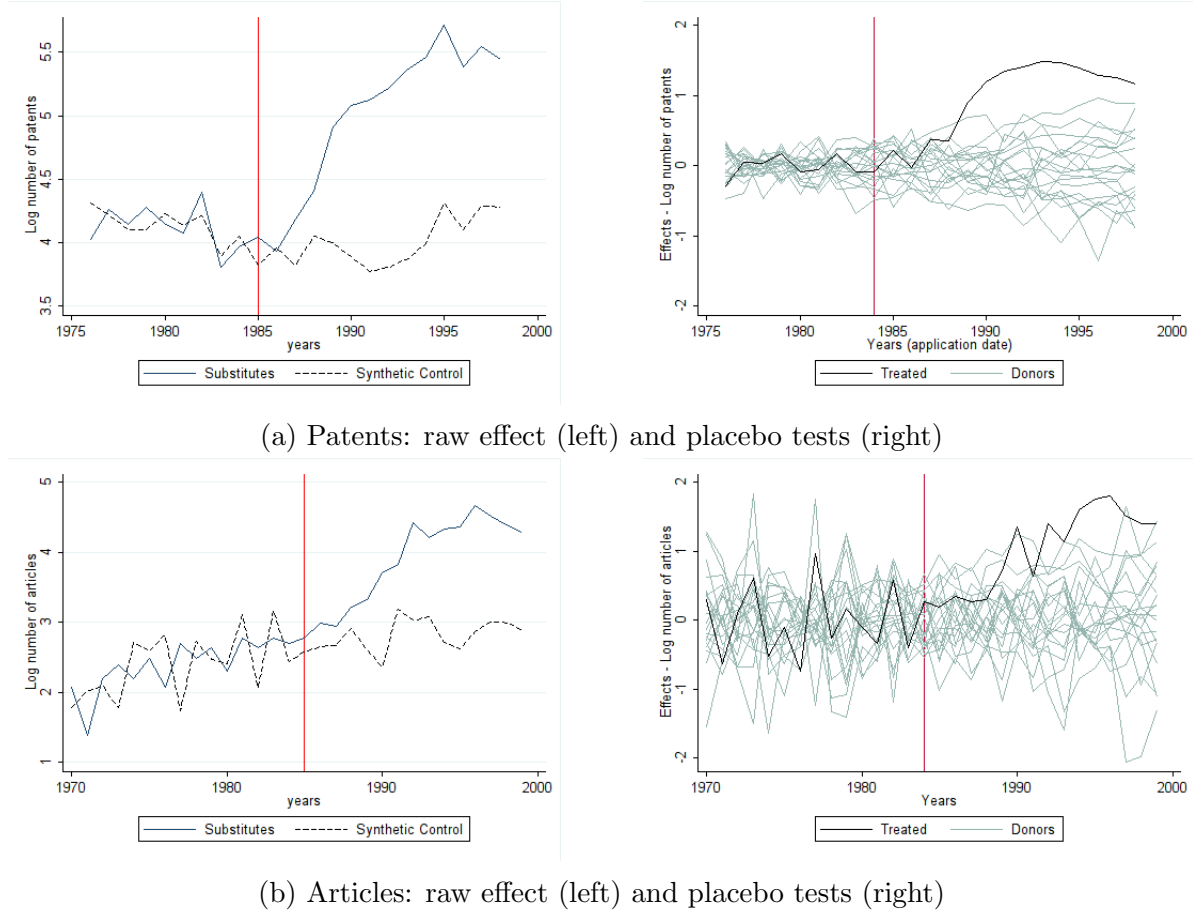 Log number of patents
5.5
5
4.5
4
3.5
1975 1980 1985 1990 1995 2000
years
Substitutes Synthetic Control
Effects - Log number of patents
2
1
0
-1
-2
1975 1980 1985 1990 1995 2000
Years (application date)
Treated Donors
(a) Patents: raw effect (left) and placebo tests (right)
Log number of articles
5
4
3
2
1
1970 1980 1990 2000
years
Substitutes Synthetic Control
Effects - Log number of articles
2
1
0
-1
-2
1970 1980 1990 2000
Years
Treated Donors
(b) Articles: raw effect (left) and placebo tests (right)